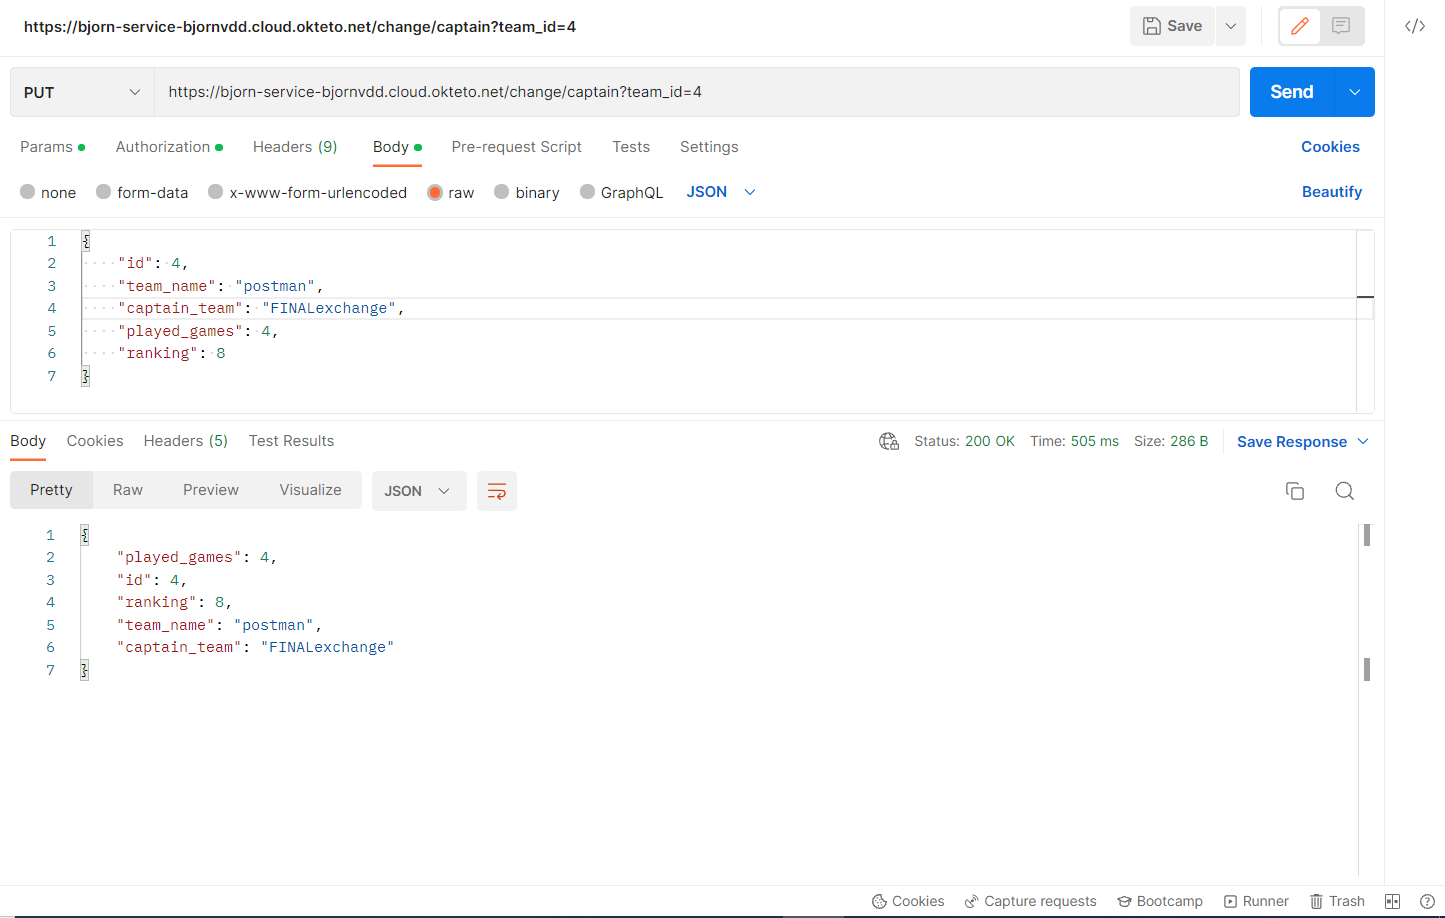 https://bjorn-service-bjornvdd.cloud.okteto.net/change/captain?team_id=4
Save
PUT
https://bjorn-service-bjornvdd.cloud.okteto.net/change/captain?team_id=4
Send
Params Authorization Headers (9) Body Pre-request Script Tests Settings Cookies
none form-data x-www-form-urlencoded raw binary GraphQL JSON Beautify
1 {
2 "id": 4,
3 "team_name": "postman",
4 "captain_team": "FINALexchange",
5 "played_games": 4,
6 "ranking": 8
7 }
Body Cookies Headers (5) Test Results Status: 200 OK Time: 505 ms Size: 286 B Save Response
Pretty Raw Preview Visualize JSON
1 {
2 "played_games": 4,
3 "id": 4,
4 "ranking": 8,
5 "team_name": "postman",
6 "captain_team": "FINALexchange"
7 }
Cookies Capture requests Bootcamp Runner Trash